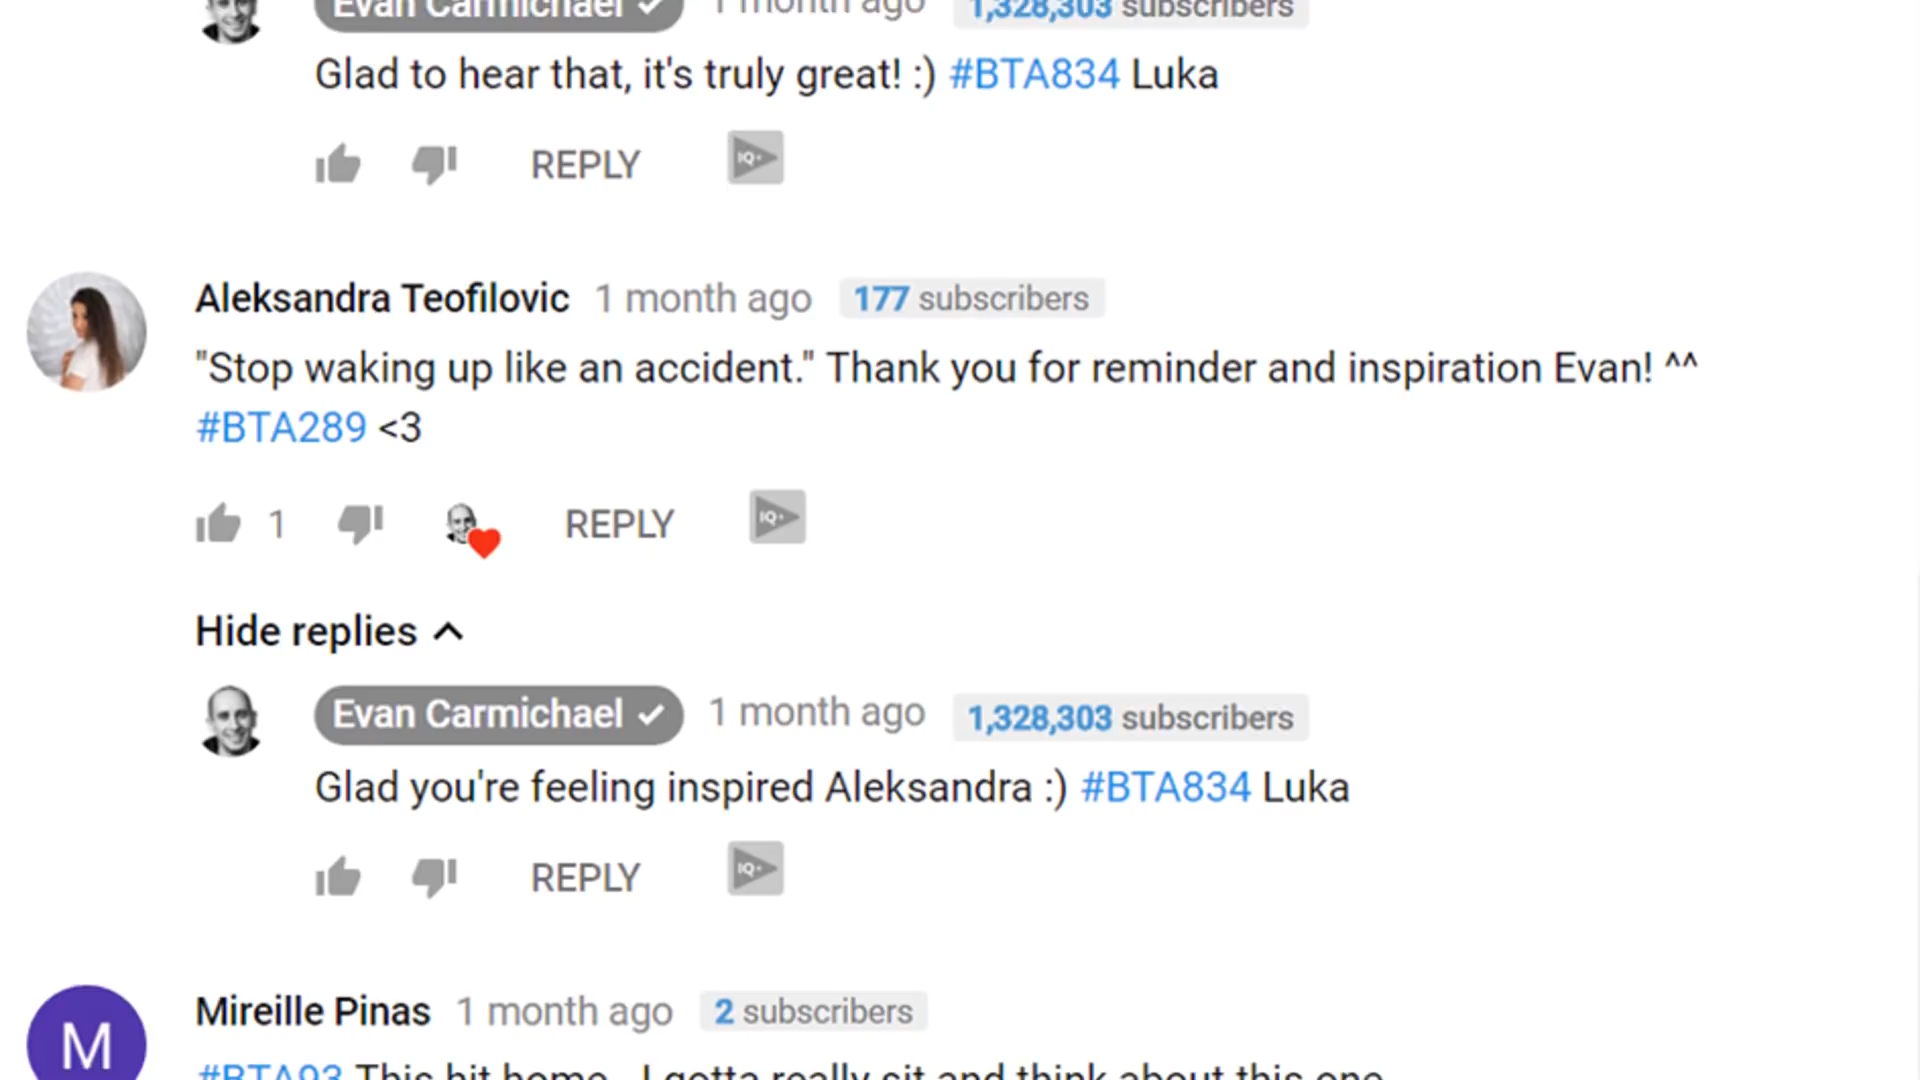 Evan Carmichael 1 month ago 1,328,303 subscribers
Glad to hear that, it's truly great! :) #BTA834 Luka
REPLY IQ+
Aleksandra Teofilovic 1 month ago 177 subscribers
"Stop waking up like an accident." Thank you for reminder and inspiration Evan! ^^
#BTA289 <3
1 REPLY IQ+
Hide replies
Evan Carmichael 1 month ago 1,328,303 subscribers
Glad you're feeling inspired Aleksandra :) #BTA834 Luka
REPLY IQ+
M
Mireille Pinas 1 month ago 2 subscribers
#BTA93 This hit home.. I gotta really sit and think about this one